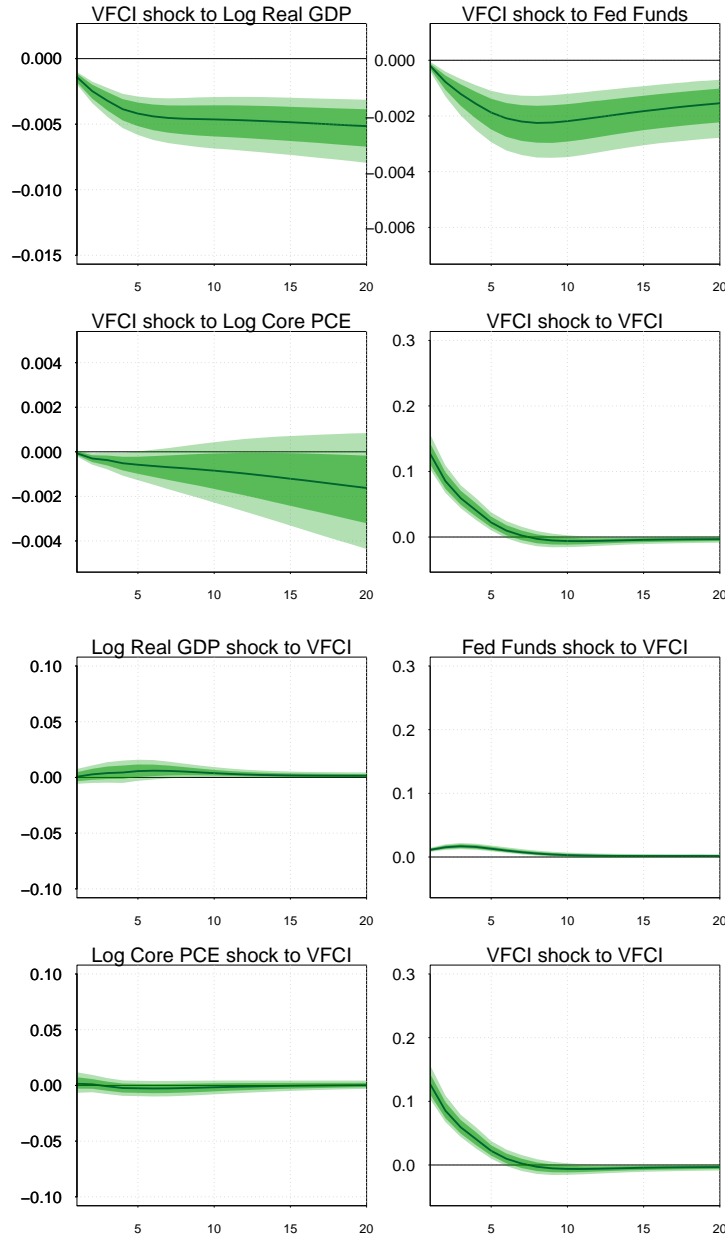 VFCI shock to Log Real GDP
0.000
−0.005
−0.010
−0.015
5 10 15 20
VFCI shock to Fed Funds
0.000
−0.002
−0.004
−0.006
5 10 15 20
VFCI shock to Log Core PCE
0.004
0.002
0.000
−0.002
−0.004
5 10 15 20
VFCI shock to VFCI
0.3
0.2
0.1
0.0
5 10 15 20
Log Real GDP shock to VFCI
0.10
0.05
0.00
−0.05
−0.10
5 10 15 20
Fed Funds shock to VFCI
0.3
0.2
0.1
0.0
5 10 15 20
Log Core PCE shock to VFCI
0.10
0.05
0.00
−0.05
−0.10
5 10 15 20
VFCI shock to VFCI
0.3
0.2
0.1
0.0
5 10 15 20